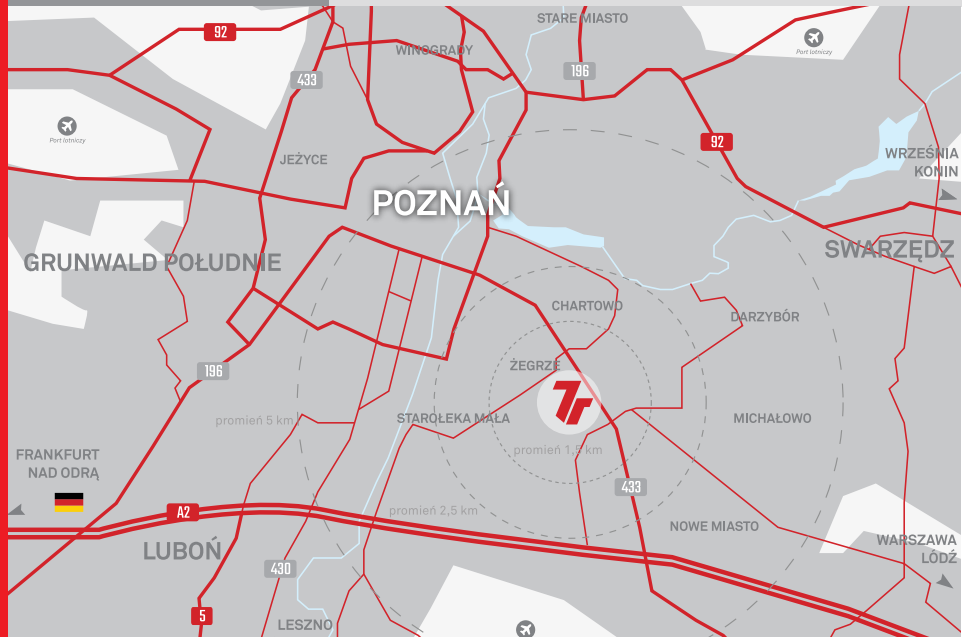 STARE MIASTO
92
Port lotniczy
WINOGRADY
196
433
Port lotniczy
92
JEŻYCE
WRZEŚNIA
KONIN
POZNAŃ
SWARZĘDZ
GRUNWALD POŁUDNIE
CHARTOWO
DARZYBÓR
ŻEGRZE
196
promień 5 km
STAROŁEKA MAŁA
MICHAŁOWO
promień 1,5 km
FRANKFURT
NAD ODRĄ
433
A2
promień 2,5 km
NOWE MIASTO
LUBOŃ
WARSZAWA
ŁÓDŹ
430
5
LESZNO